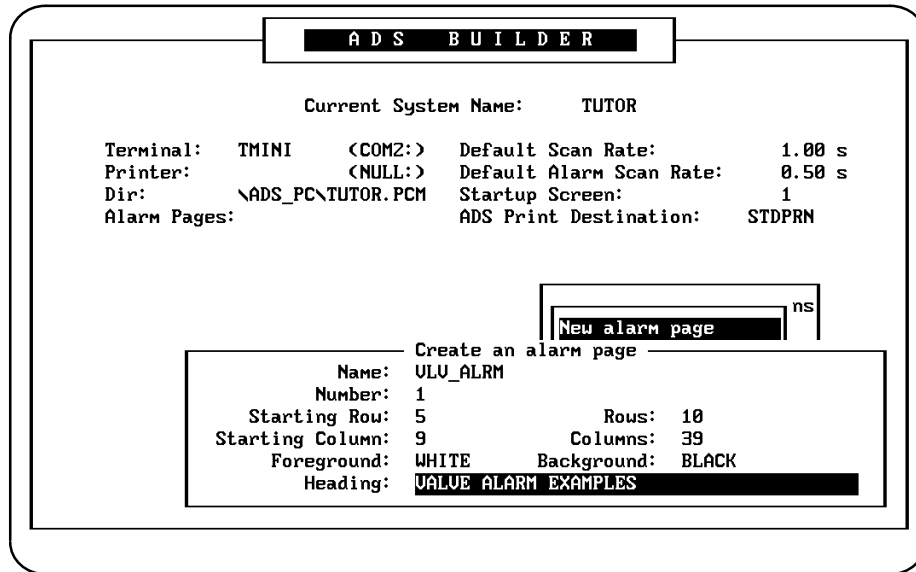 ADS BUILDER
Current System Name: TUTOR
Terminal: TMINI (COM2:) Default Scan Rate: 1.00 s
Printer: (NULL:) Default Alarm Scan Rate: 0.50 s
Dir: \ADS_PC\TUTOR.PCM Startup Screen: 1
Alarm Pages: ADS Print Destination: STDPRN
ns
New alarm page
Create an alarm page
Name: VLV_ALRM
Number: 1
Starting Row: 5 Rows: 10
Starting Column: 9 Columns: 39
Foreground: WHITE Background: BLACK
Heading: VALVE ALARM EXAMPLES